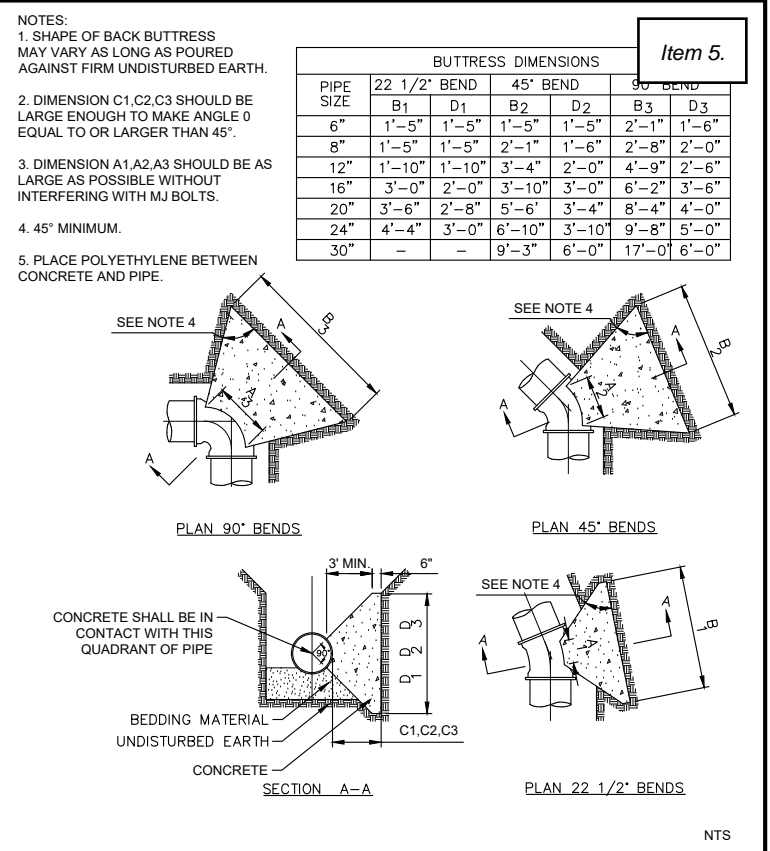 NOTES:
1. SHAPE OF BACK BUTTRESS
MAY VARY AS LONG AS POURED
AGAINST FIRM UNDISTURBED EARTH.
2. DIMENSION C1,C2,C3 SHOULD BE
LARGE ENOUGH TO MAKE ANGLE 0
EQUAL TO OR LARGER THAN 45°.
3. DIMENSION A1,A2,A3 SHOULD BE AS
LARGE AS POSSIBLE WITHOUT
INTERFERING WITH MJ BOLTS.
4. 45° MINIMUM.
5. PLACE POLYETHYLENE BETWEEN
CONCRETE AND PIPE.
Item 5.
BUTTRESS DIMENSIONS
PIPE SIZE 22 1/2° BEND 45° BEND 90° BEND
B1 D1 B2 D2 B3 D3
6" 1'-5" 1'-5" 1'-5" 1'-5" 2'-1" 1'-6"
8" 1'-5" 1'-5" 2'-1" 1'-6" 2'-8" 2'-0"
12" 1'-10" 1'-10" 3'-4" 2'-0" 4'-9" 2'-6"
16" 3'-0" 2'-0" 3'-10" 3'-0" 6'-2" 3'-6"
20" 3'-6" 2'-8" 5'-6' 3'-4" 8'-4" 4'-0"
24" 4'-4" 3'-0" 6'-10" 3'-10" 9'-8" 5'-0"
30" - - 9'-3" 6'-0" 17'-0" 6'-0"
SEE NOTE 4
A
B3
A3
A
PLAN 90° BENDS
SEE NOTE 4
A
B2
A2
A
PLAN 45° BENDS
3' MIN. 6"
CONCRETE SHALL BE IN
CONTACT WITH THIS
QUADRANT OF PIPE
90°
D1 D2 D3
BEDDING MATERIAL
UNDISTURBED EARTH
C1,C2,C3
CONCRETE
SECTION A-A
SEE NOTE 4
A
B1
A1
A
PLAN 22 1/2° BENDS
NTS